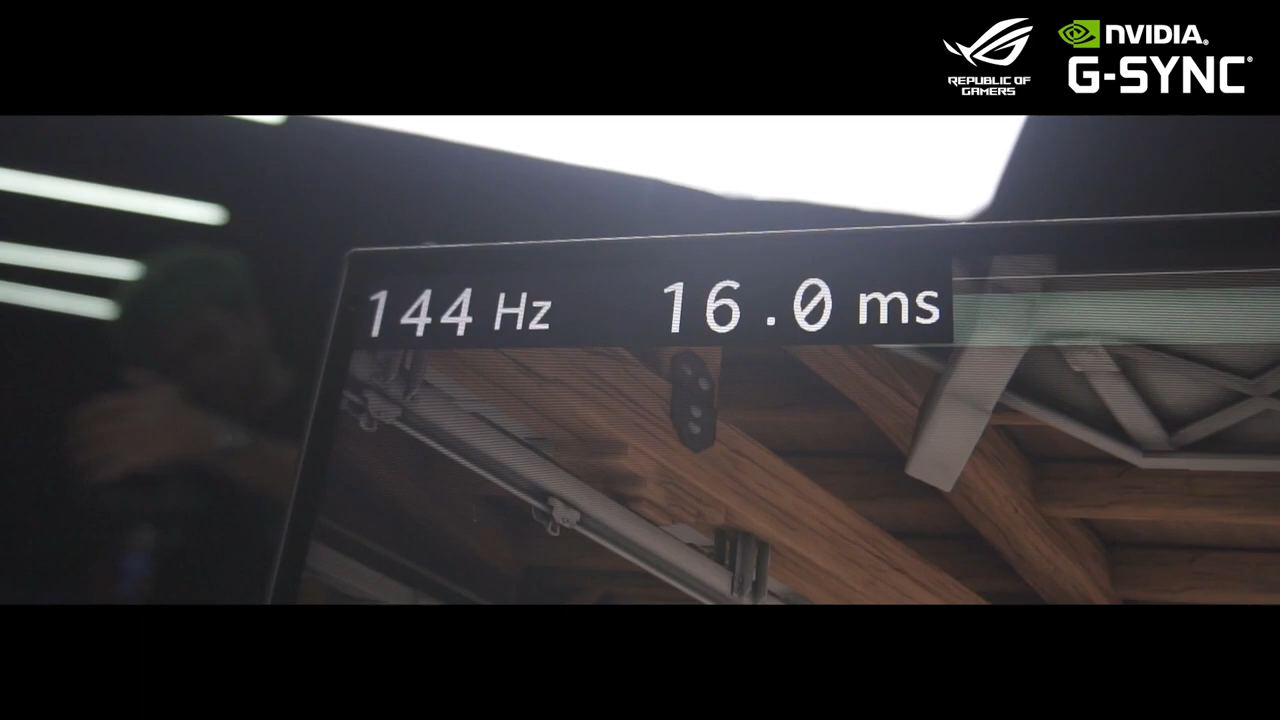 REPUBLIC OF
GAMERS
NVIDIA.
G-SYNC
144 Hz 16.0 ms